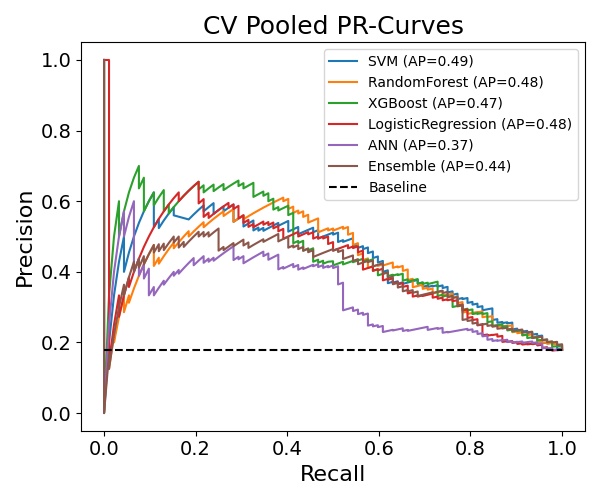 CV Pooled PR-Curves
1.0
0.8
0.6
0.4
0.2
0.0
Precision
SVM (AP=0.49)
RandomForest (AP=0.48)
XGBoost (AP=0.47)
LogisticRegression (AP=0.48)
ANN (AP=0.37)
Ensemble (AP=0.44)
Baseline
0.0 0.2 0.4 0.6 0.8 1.0
Recall